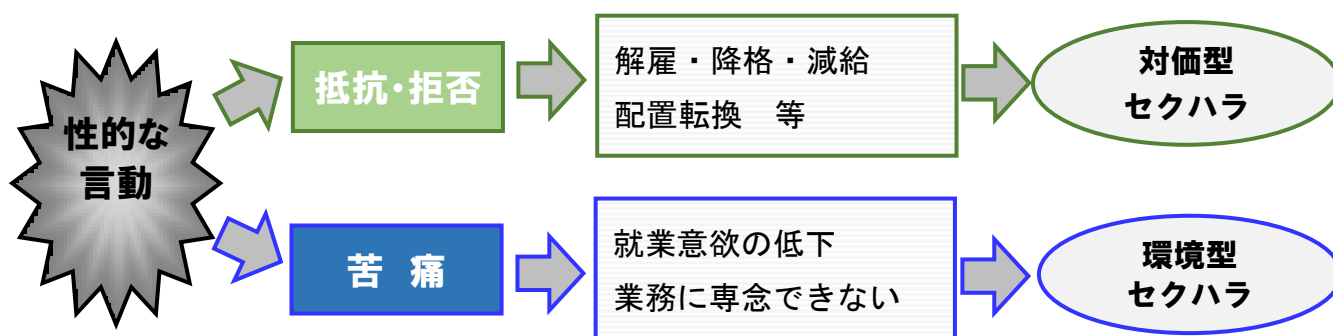 性的な
言動
抵抗・拒否
解雇・降格・減給
配置転換　等
対価型
セクハラ
苦　痛
就業意欲の低下
業務に専念できない
環境型
セクハラ